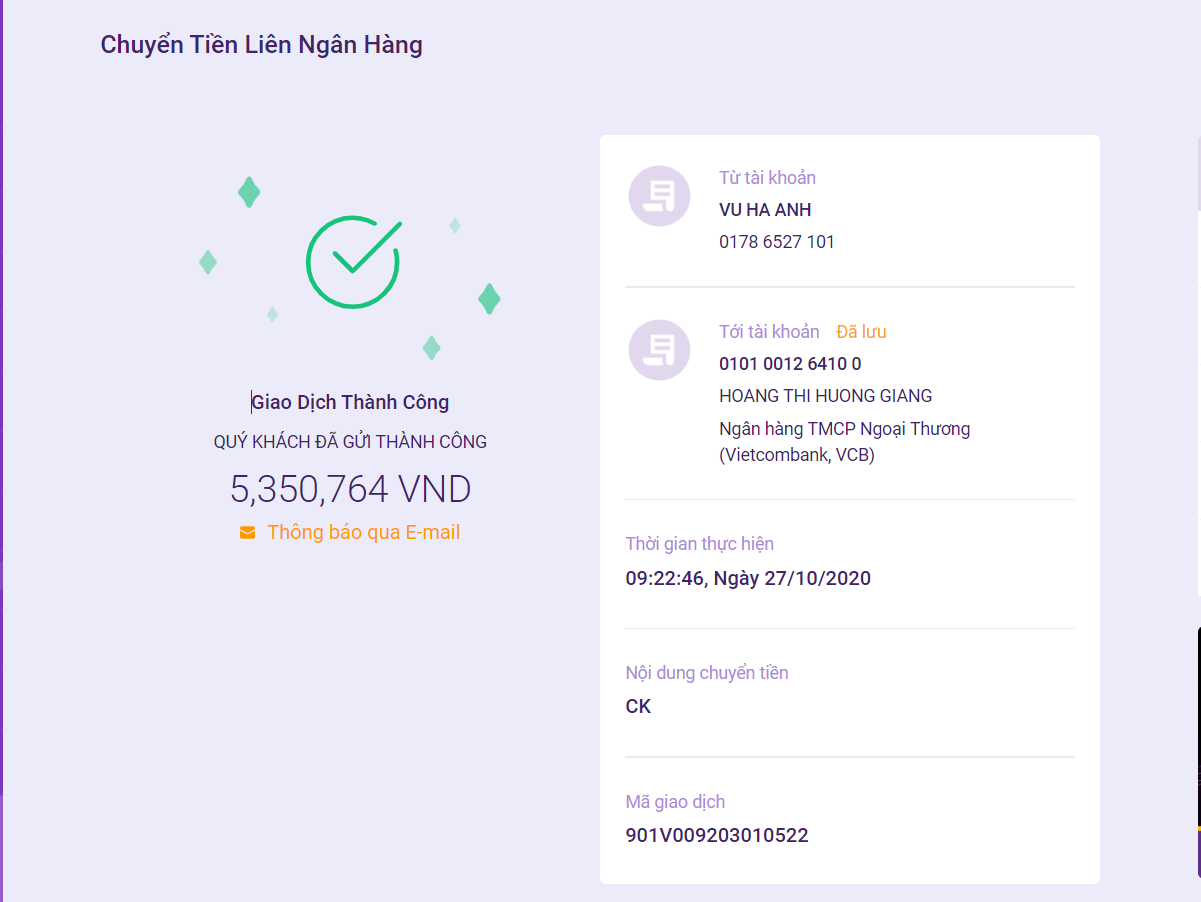 Chuyển Tiền Liên Ngân Hàng
Giao Dịch Thành Công
QUÝ KHÁCH ĐÃ GỬI THÀNH CÔNG
5,350,764 VND
Thông báo qua E-mail
Từ tài khoản
VU HA ANH
0178 6527 101
Tới tài khoản Đã lưu
0101 0012 6410 0
HOANG THI HUONG GIANG
Ngân hàng TMCP Ngoại Thương
(Vietcombank, VCB)
Thời gian thực hiện
09:22:46, Ngày 27/10/2020
Nội dung chuyển tiền
CK
Mã giao dịch
901V009203010522